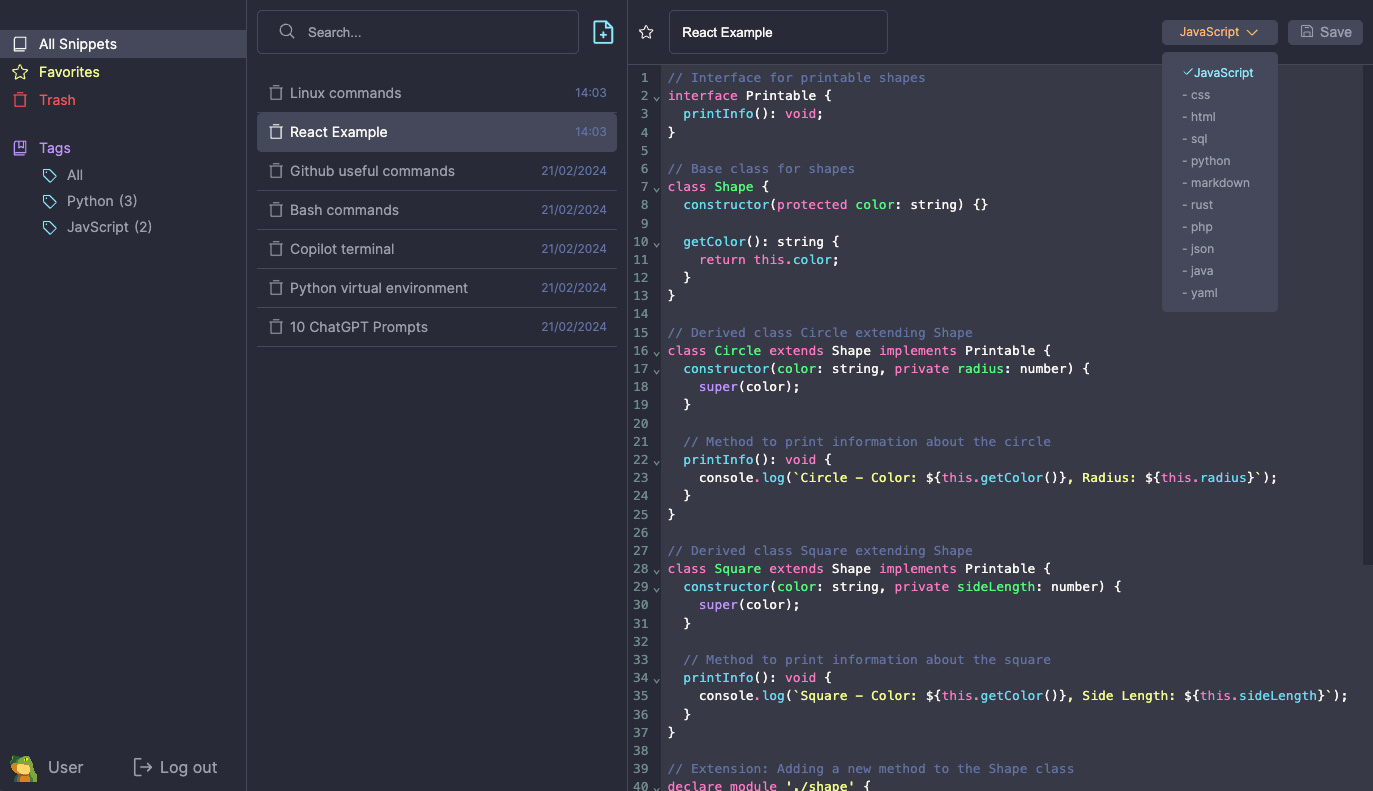 All Snippets
Favorites
Trash
Tags
All
Python (3)
JavScript (2)
User
Log out
Search...
Linux commands 14:03
React Example 14:03
Github useful commands 21/02/2024
Bash commands 21/02/2024
Copilot terminal 21/02/2024
Python virtual environment 21/02/2024
10 ChatGPT Prompts 21/02/2024
React Example
JavaScript
Save
JavaScript
- css
- html
- sql
- python
- markdown
- rust
- php
- json
- java
- yaml
1 // Interface for printable shapes
2 interface Printable {
3   printInfo(): void;
4 }
5
6 // Base class for shapes
7 class Shape {
8   constructor(protected color: string) {}
9
10   getColor(): string {
11     return this.color;
12   }
13 }
14
15 // Derived class Circle extending Shape
16 class Circle extends Shape implements Printable {
17   constructor(color: string, private radius: number) {
18     super(color);
19   }
20
21   // Method to print information about the circle
22   printInfo(): void {
23     console.log(`Circle - Color: ${this.getColor()}, Radius: ${this.radius}`);
24   }
25 }
26
27 // Derived class Square extending Shape
28 class Square extends Shape implements Printable {
29   constructor(color: string, private sideLength: number) {
30     super(color);
31   }
32
33   // Method to print information about the square
34   printInfo(): void {
35     console.log(`Square - Color: ${this.getColor()}, Side Length: ${this.sideLength}`);
36   }
37 }
38
39 // Extension: Adding a new method to the Shape class
40 declare module './shape' {